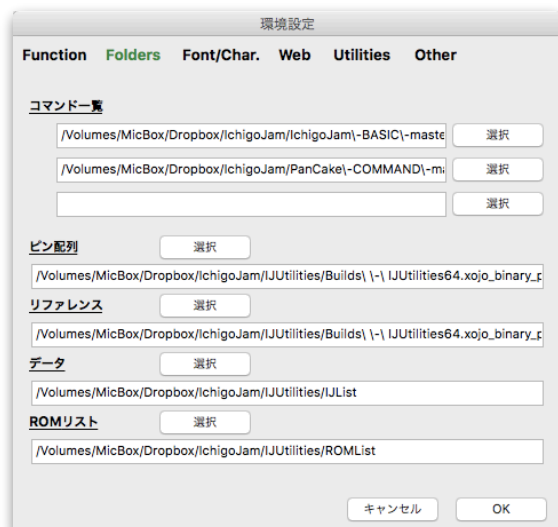 環境設定
Function Folders Font/Char. Web Utilities Other
コマンド一覧
/Volumes/MicBox/Dropbox/IchigoJam/IchigoJam\-BASIC\-maste 選択
/Volumes/MicBox/Dropbox/IchigoJam/PanCake\-COMMAND\-ma 選択
選択
ピン配列 選択
/Volumes/MicBox/Dropbox/IchigoJam/IJUtilities/Builds\ \-\ IJUtilities64.xojo_binary_p
リファレンス 選択
/Volumes/MicBox/Dropbox/IchigoJam/IJUtilities/Builds\ \-\ IJUtilities64.xojo_binary_p
データ 選択
/Volumes/MicBox/Dropbox/IchigoJam/IJUtilities/IJList
ROMリスト 選択
/Volumes/MicBox/Dropbox/IchigoJam/IJUtilities/ROMList
キャンセル OK